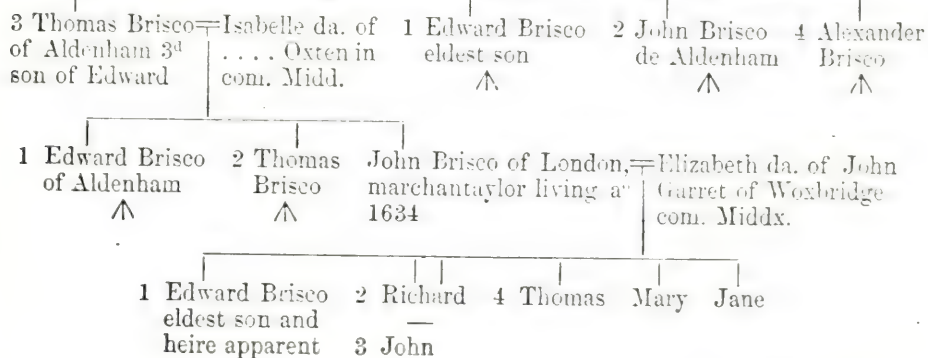 3 Thomas Brisco=Isabelle da. of
of Aldenham 3d .... Oxten in
son of Edward com. Midd.
1 Edward Brisco
eldest son
2 John Brisco
de Aldenham
4 Alexander
Brisco
1 Edward Brisco
of Aldenham
2 Thomas
Brisco
John Brisco of London,=Elizabeth da. of John
marchantaylor living ao Garret of Woxbridge
1634 com. Middx.
1 Edward Brisco
eldest son and
heire apparent
2 Richard
—
3 John
4 Thomas
Mary
Jane